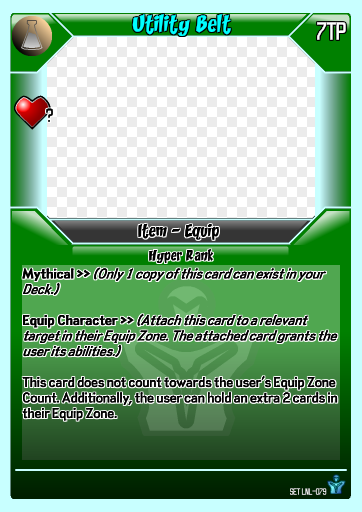 Utility Belt
7TP
?
Item - Equip
Hyper Rank
Mythical >> (Only 1 copy of this card can exist in your
Deck.)
Equip Character >> (Attach this card to a relevant
target in their Equip Zone. The attached card grants the
user its abilities.)
This card does not count towards the user's Equip Zone
Count. Additionally, the user can hold an extra 2 cards in
their Equip Zone.
SET LNL-079